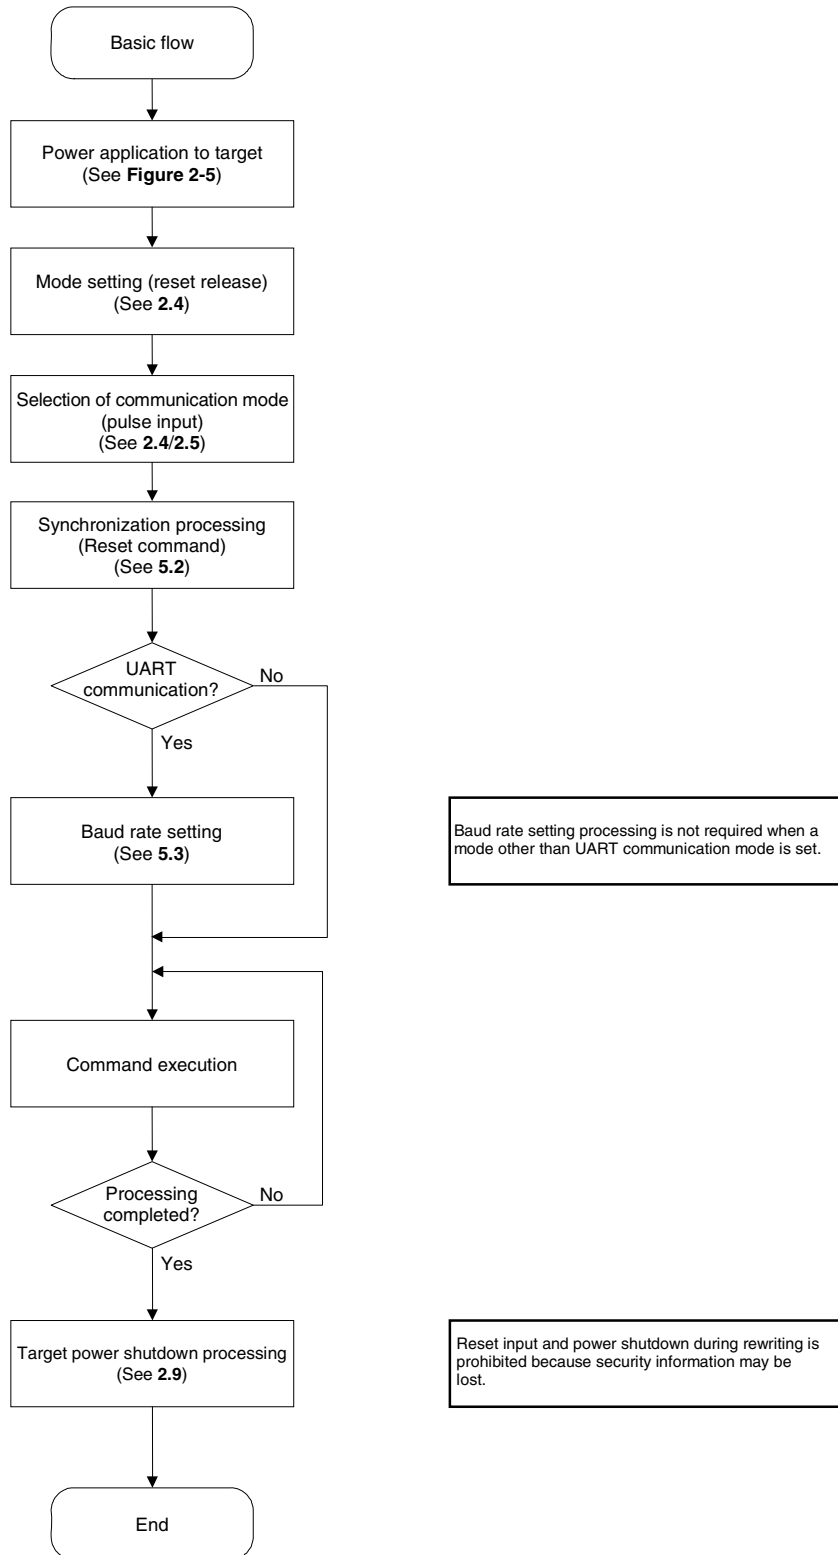 Basic flow
Power application to target
(See Figure 2-5)
Mode setting (reset release)
(See 2.4)
Selection of communication mode
(pulse input)
(See 2.4/2.5)
Synchronization processing
(Reset command)
(See 5.2)
UART
communication?
No
Yes
Baud rate setting
(See 5.3)
Baud rate setting processing is not required when a
mode other than UART communication mode is set.
Command execution
Processing
completed?
No
Yes
Target power shutdown processing
(See 2.9)
Reset input and power shutdown during rewriting is
prohibited because security information may be
lost.
End